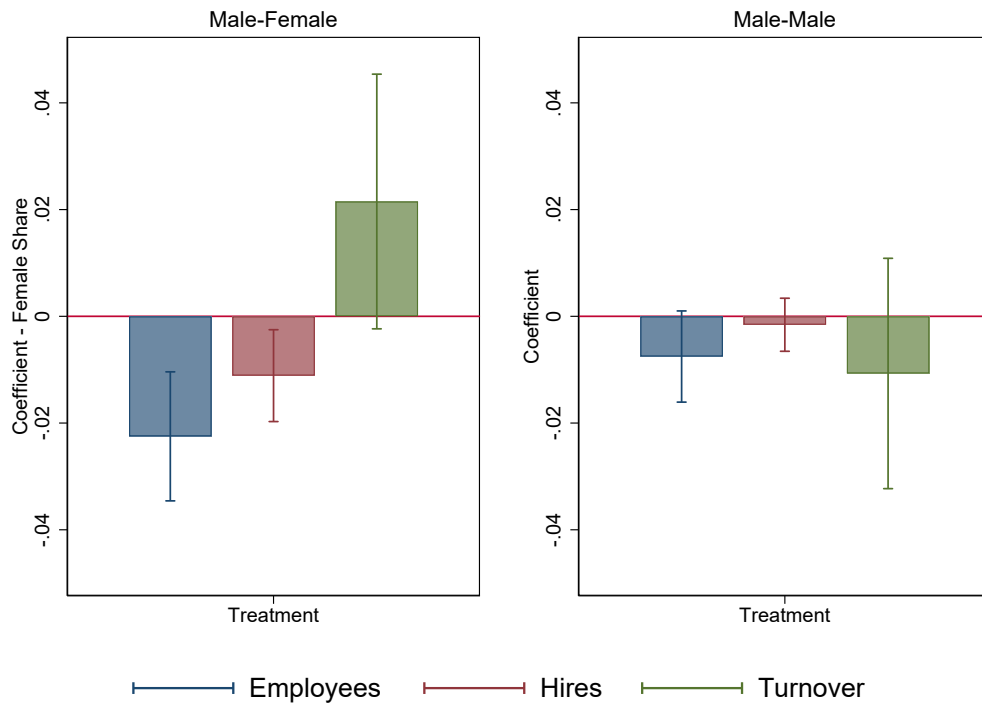 Male-Female
Male-Male
Coefficient - Female Share
.04
.02
0
-.02
-.04
Treatment
Coefficient
.04
.02
0
-.02
-.04
Treatment
Employees Hires Turnover